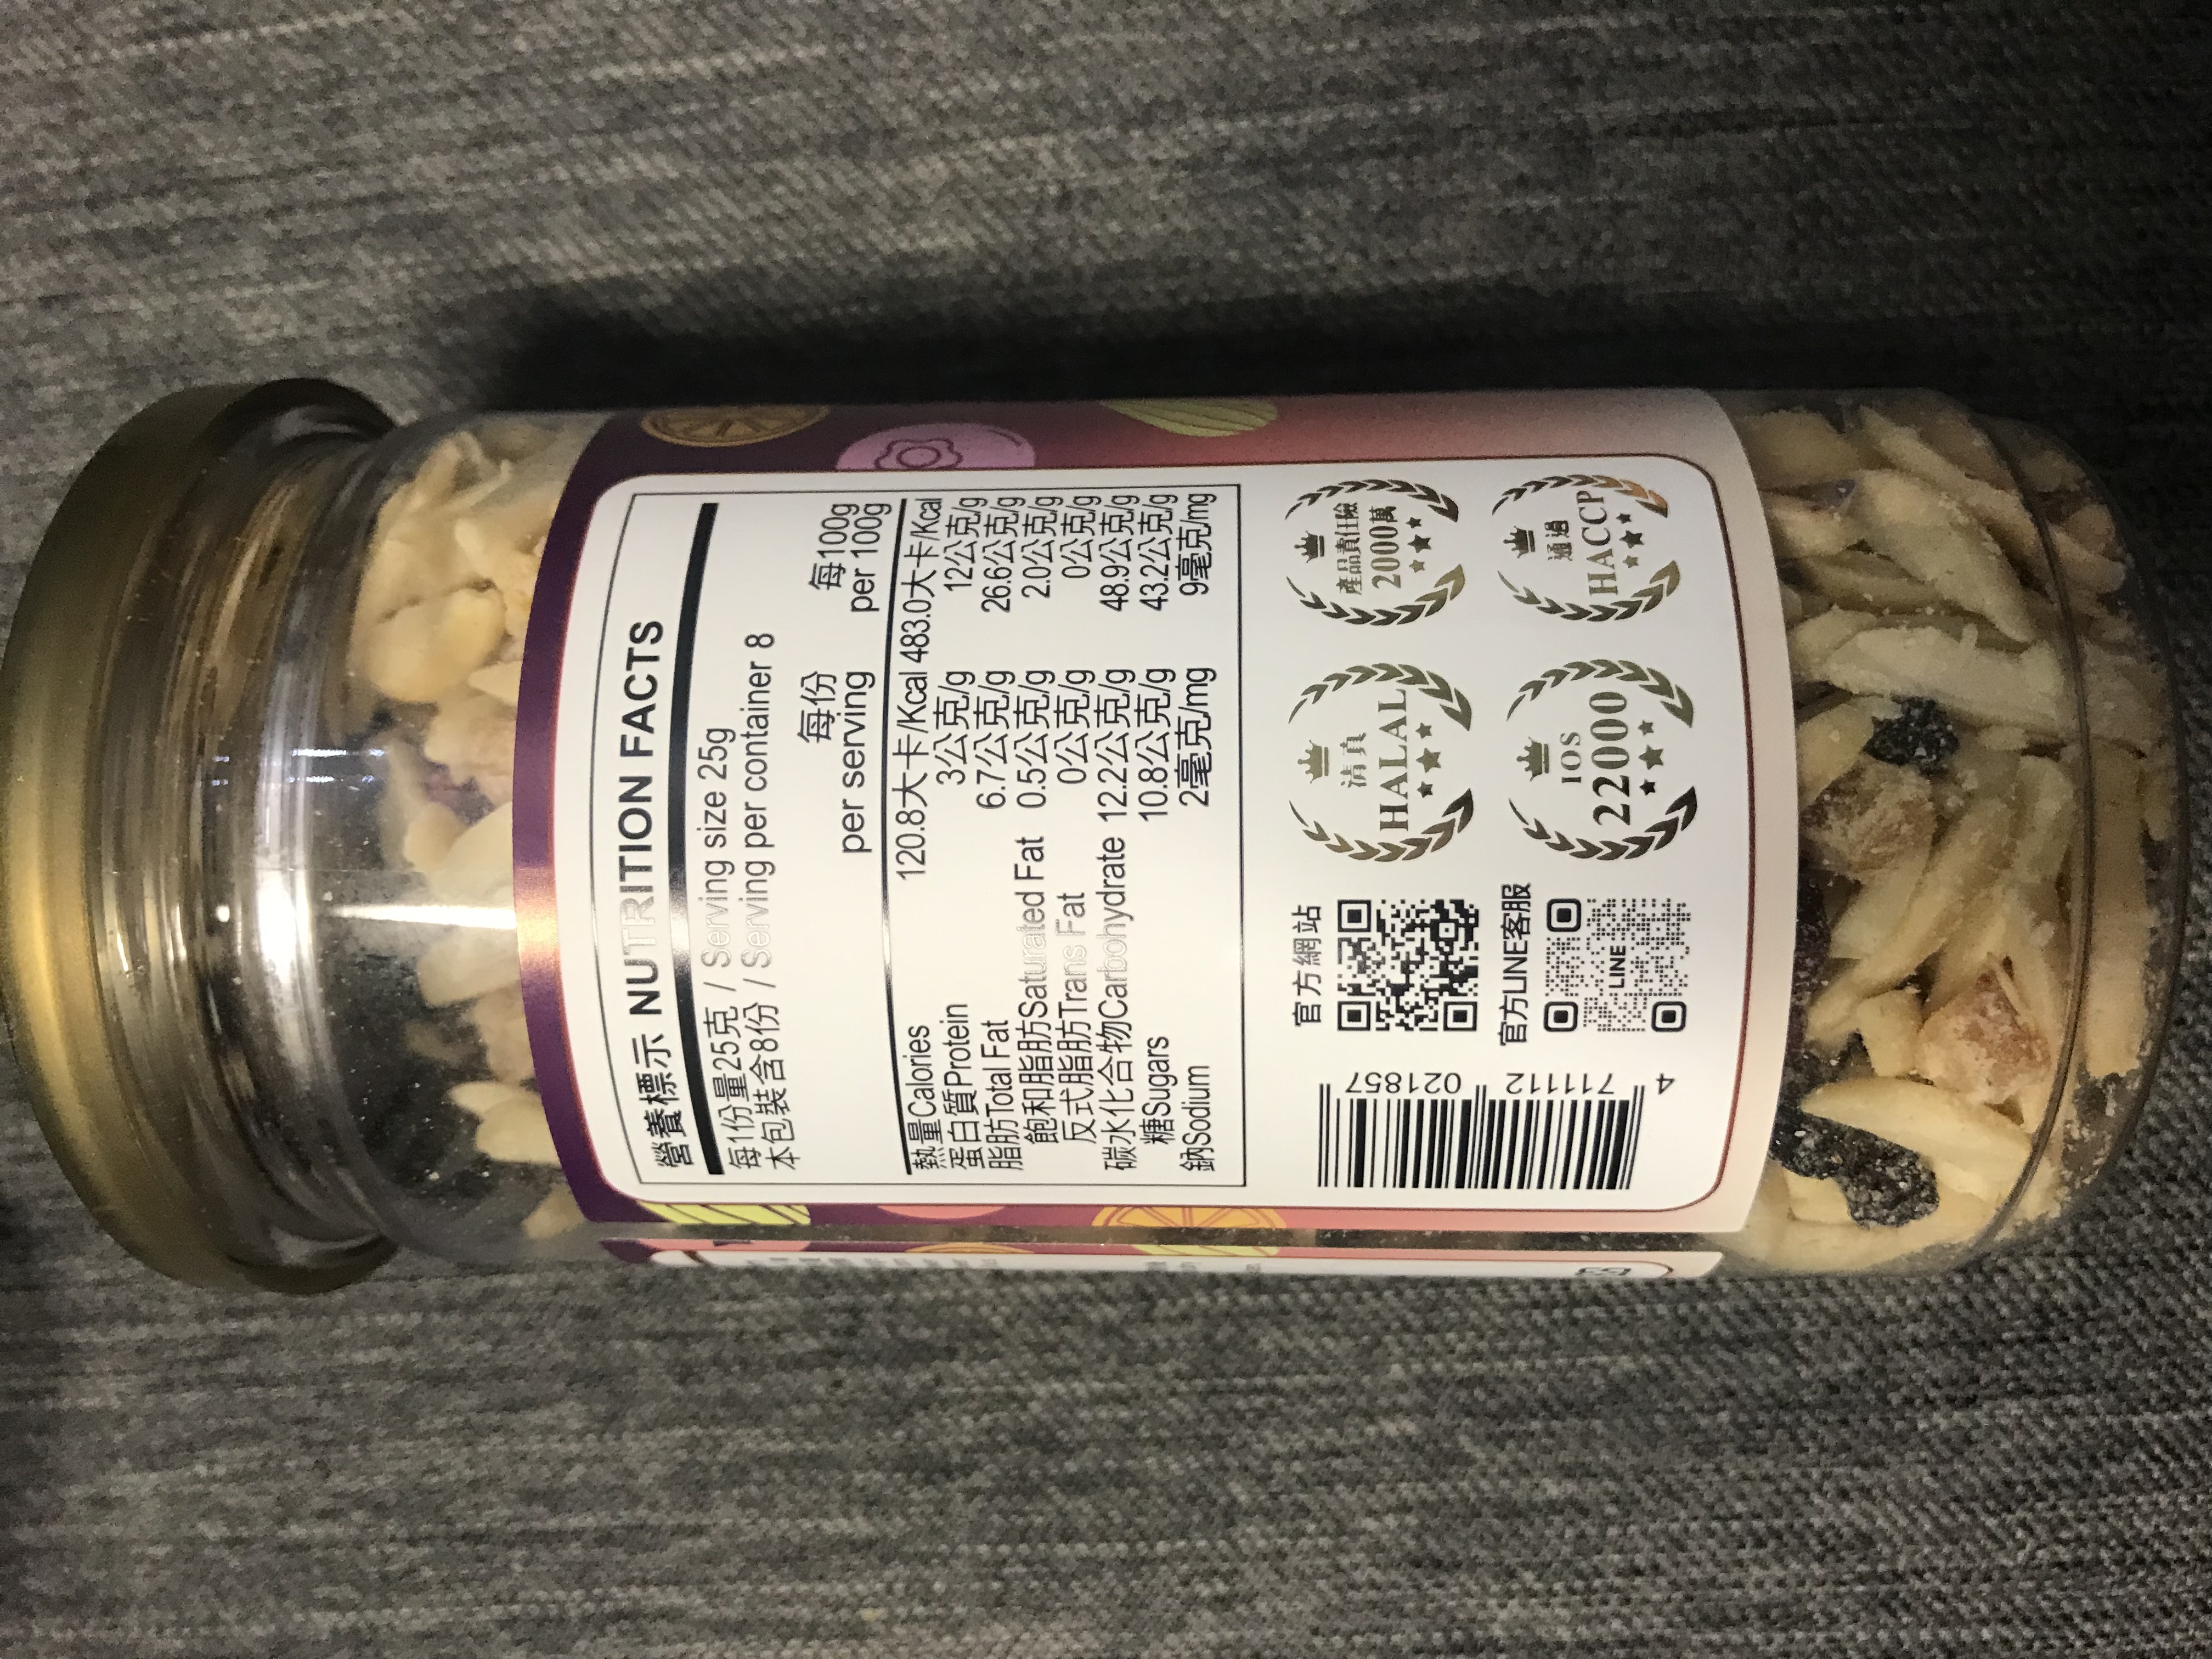 營養標示 NUTRITION FACTS
每1份量25克 / Serving size 25g
本包裝含8份 / Serving per container 8
每份 每100g
per serving per 100g
熱量Calories 120.8大卡/Kcal 483.0大卡/Kcal
蛋白質Protein 3公克/g 12公克/g
脂肪Total Fat 6.7公克/g 26.6公克/g
飽和脂肪Saturated Fat 0.5公克/g 2.0公克/g
反式脂肪Trans Fat 0公克/g 0公克/g
碳水化合物Carbohydrate 12.2公克/g 48.9公克/g
糖Sugars 10.8公克/g 43.2公克/g
鈉Sodium 2毫克/mg 9毫克/mg
4 711112 021857
官方網站
官方LINE客服
LINE
清真
HALAL
產品責任險
2000萬
IOS
22000
通過
HACCP